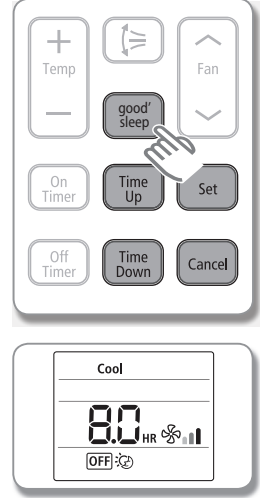 Temp
Fan
good'
sleep
On
Timer
Time
Up
Set
Off
Timer
Time
Down
Cancel
Cool
8.0 HR
OFF